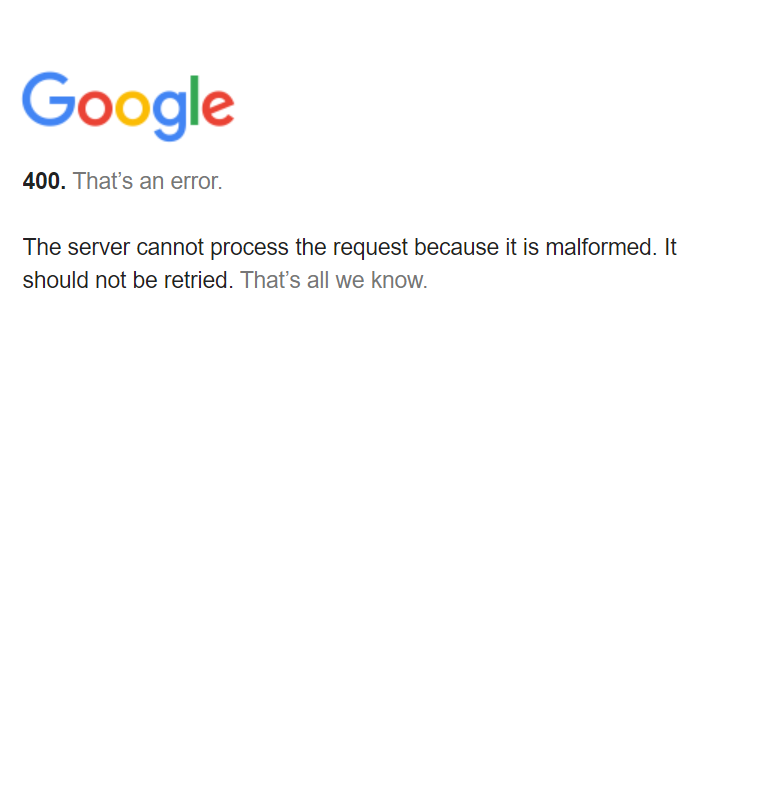 Google
400. That’s an error.
The server cannot process the request because it is malformed. It
should not be retried. That’s all we know.